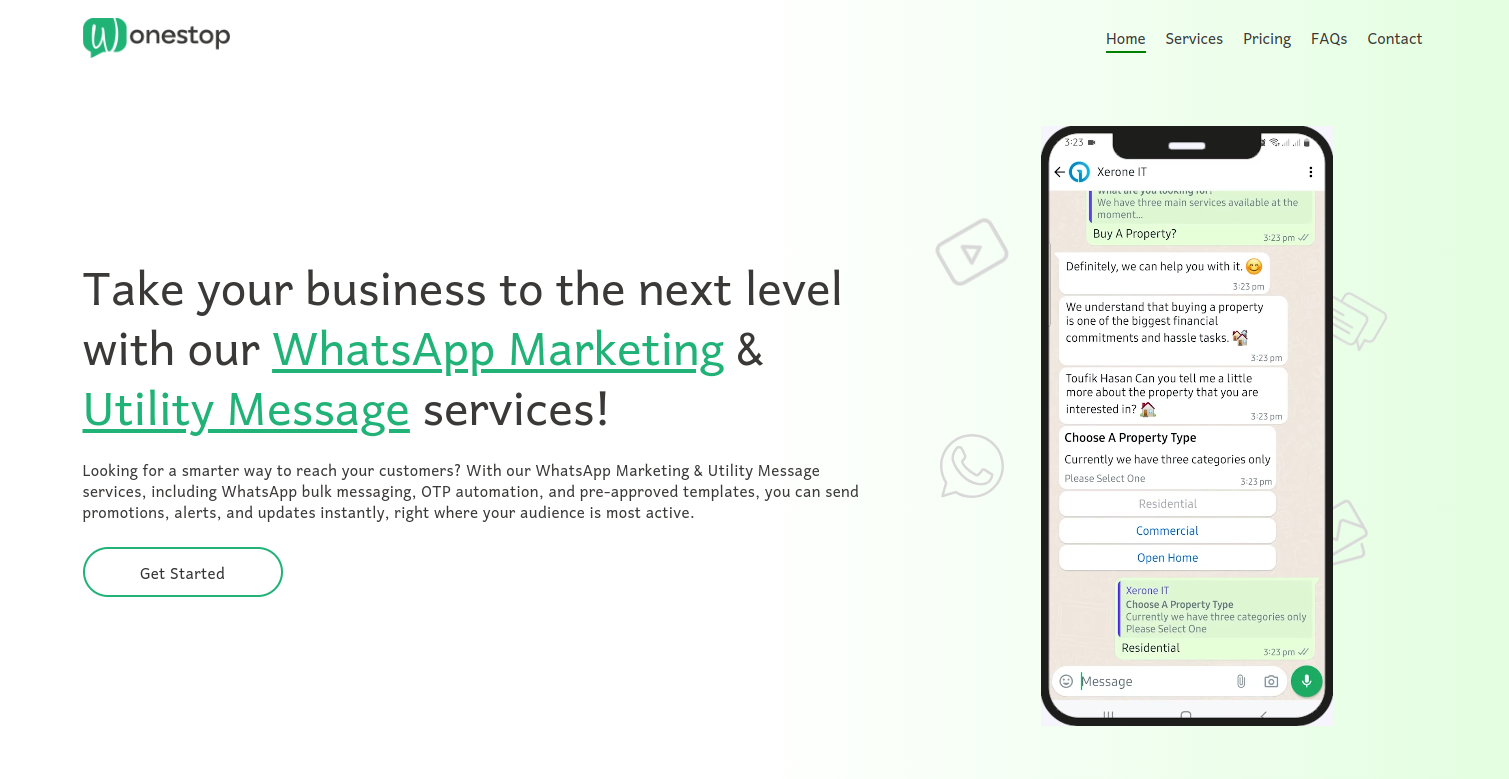 W onestop
Home Services Pricing FAQs Contact
Take your business to the next level
with our WhatsApp Marketing &
Utility Message services!
Looking for a smarter way to reach your customers? With our WhatsApp Marketing & Utility Message
services, including WhatsApp bulk messaging, OTP automation, and pre-approved templates, you can send
promotions, alerts, and updates instantly, right where your audience is most active.
Get Started
3:23
Xerone IT
What are you looking for?
We have three main services available at the
moment...
Buy A Property?
3:23 pm
Definitely, we can help you with it. 😊
3:23 pm
We understand that buying a property
is one of the biggest financial
commitments and hassle tasks. 🏠
3:23 pm
Toufik Hasan Can you tell me a little
more about the property that you are
interested in? 🏠
3:23 pm
Choose A Property Type
Currently we have three categories only
Please Select One
3:23 pm
Residential
Commercial
Open Home
Xerone IT
Choose A Property Type
Currently we have three categories only
Please Select One
Residential
3:23 pm
Message